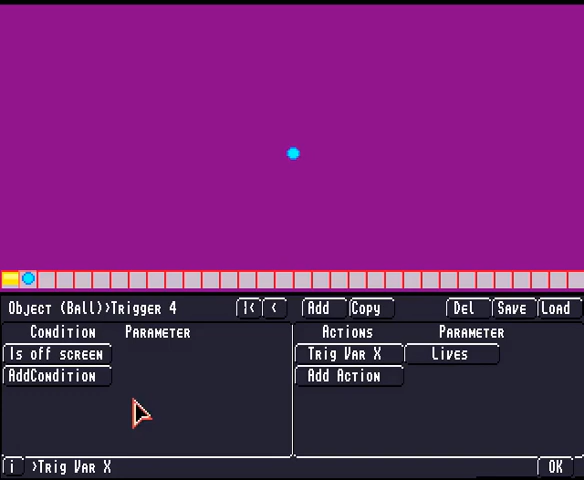 Object (Ball)>Trigger 4 |< < Add Copy Del Save Load
Condition Parameter Actions Parameter
Is off screen Trig Var X Lives
AddCondition Add Action
i >Trig Var X OK